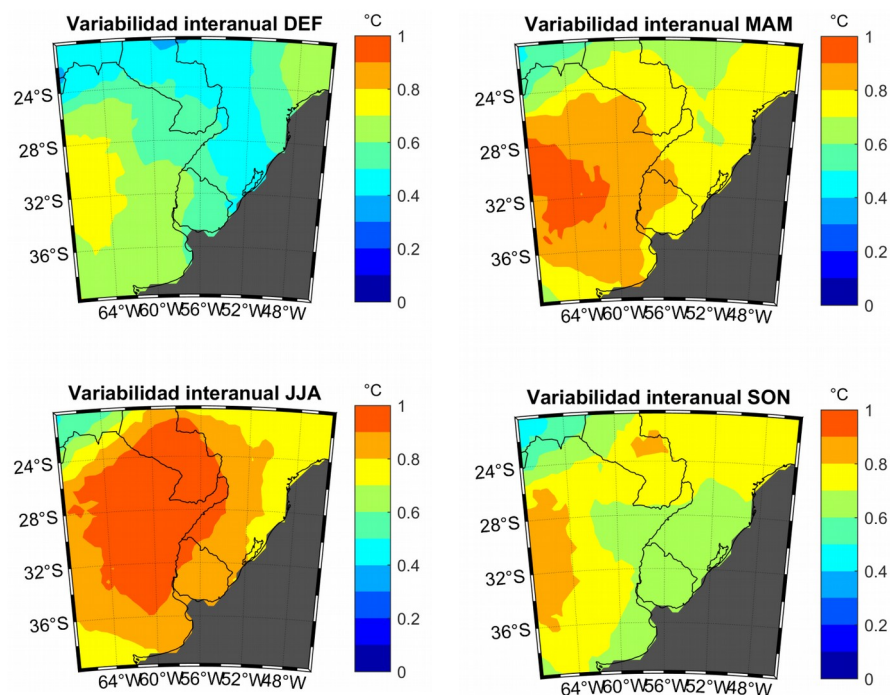 Variabilidad interanual DEF
°C
1
0.8
0.6
0.4
0.2
0
24°S
28°S
32°S
36°S
64°W60°W56°W52°W48°W
Variabilidad interanual MAM
°C
1
0.8
0.6
0.4
0.2
0
24°S
28°S
32°S
36°S
64°W60°W56°W52°W48°W
Variabilidad interanual JJA
°C
1
0.8
0.6
0.4
0.2
0
24°S
28°S
32°S
36°S
64°W60°W56°W52°W48°W
Variabilidad interanual SON
°C
1
0.8
0.6
0.4
0.2
0
24°S
28°S
32°S
36°S
64°W60°W56°W52°W48°W